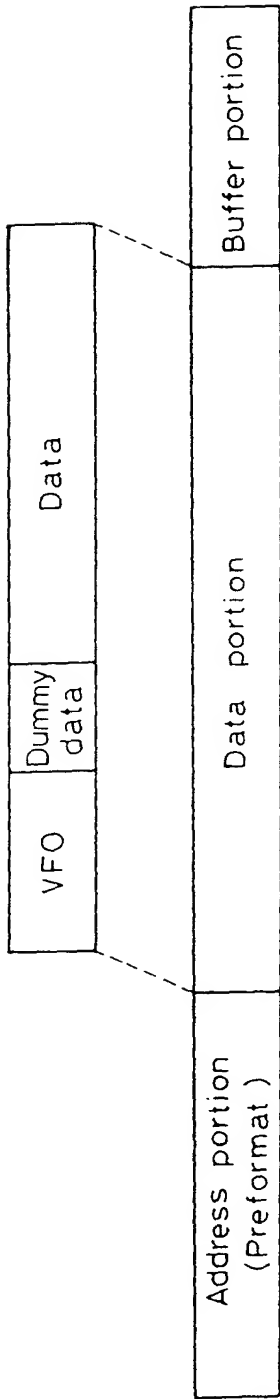 VFO
Dummy
data
Data
Address portion
(Preformat)
Data portion
Buffer portion